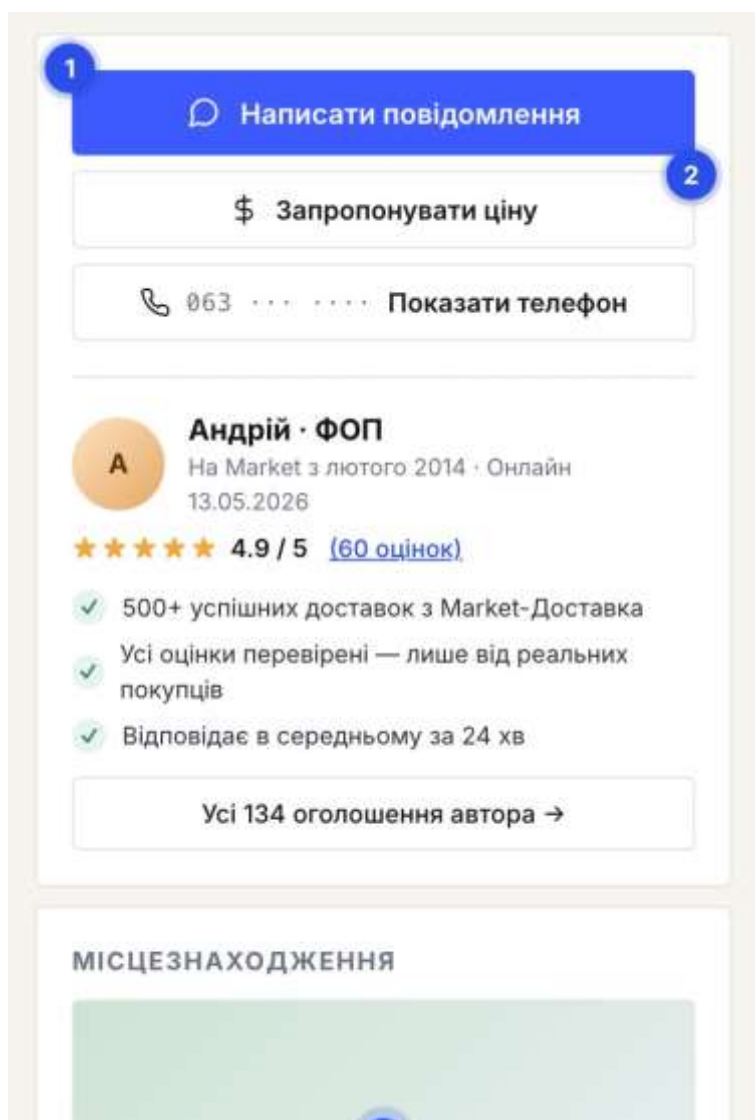 1
Написати повідомлення
2
$ Запропонувати ціну
063 ··· ···· Показати телефон
А
Андрій · ФОП
На Market з лютого 2014 · Онлайн
13.05.2026
4.9 / 5 (60 оцінок)
500+ успішних доставок з Market-Доставка
Усі оцінки перевірені — лише від реальних
покупців
Відповідає в середньому за 24 хв
Усі 134 оголошення автора →
МІСЦЕЗНАХОДЖЕННЯ